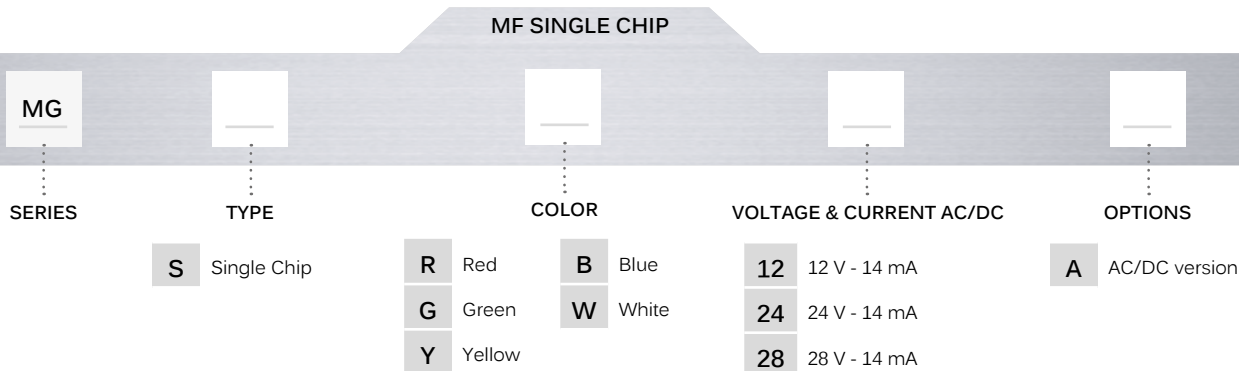 MF SINGLE CHIP
MG
SERIES
TYPE
COLOR
VOLTAGE & CURRENT AC/DC
OPTIONS
S Single Chip
R Red
B Blue
G Green
W White
Y Yellow
12 12 V - 14 mA
24 24 V - 14 mA
28 28 V - 14 mA
A AC/DC version